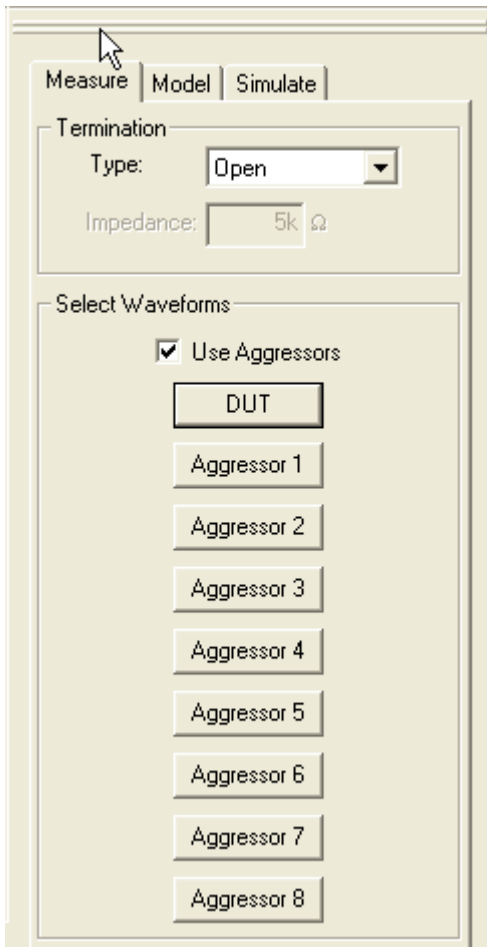 Measure Model Simulate
Termination
Type: Open
Impedance: 5k Ω
Select Waveforms
Use Aggressors
DUT
Aggressor 1
Aggressor 2
Aggressor 3
Aggressor 4
Aggressor 5
Aggressor 6
Aggressor 7
Aggressor 8